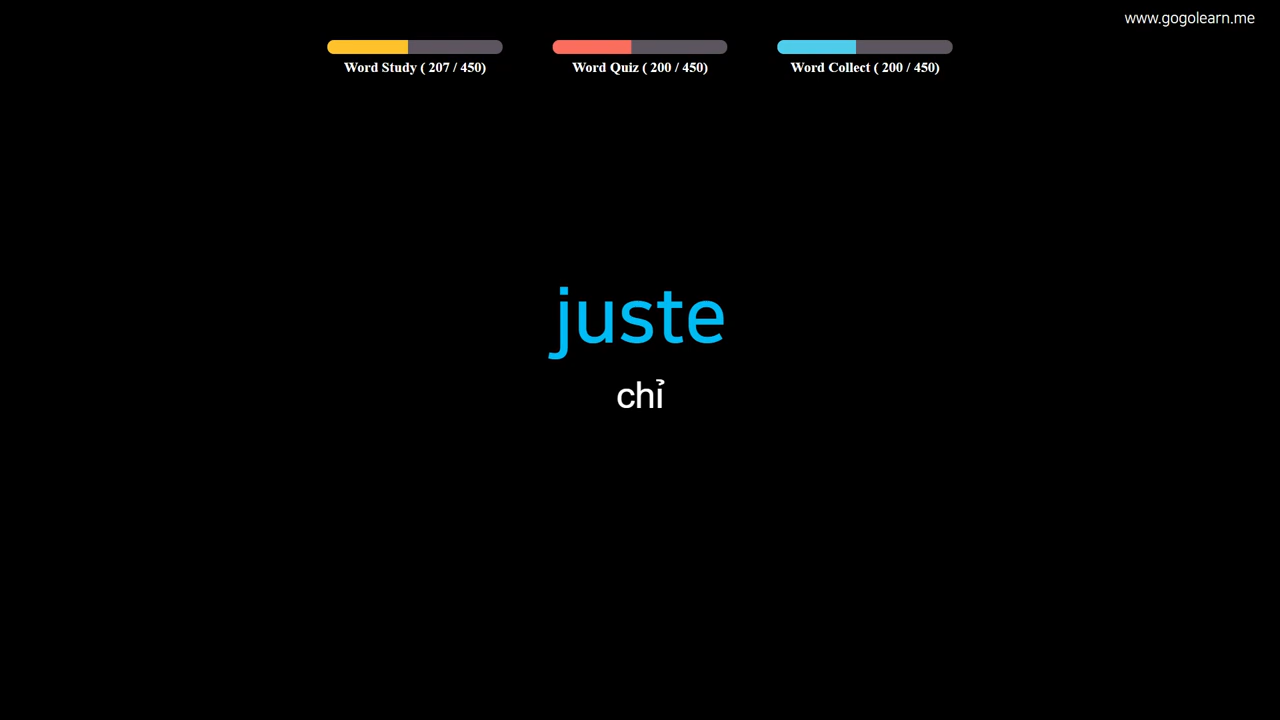 www.gogolearn.me
Word Study ( 207 / 450)
Word Quiz ( 200 / 450)
Word Collect ( 200 / 450)
juste
chỉ